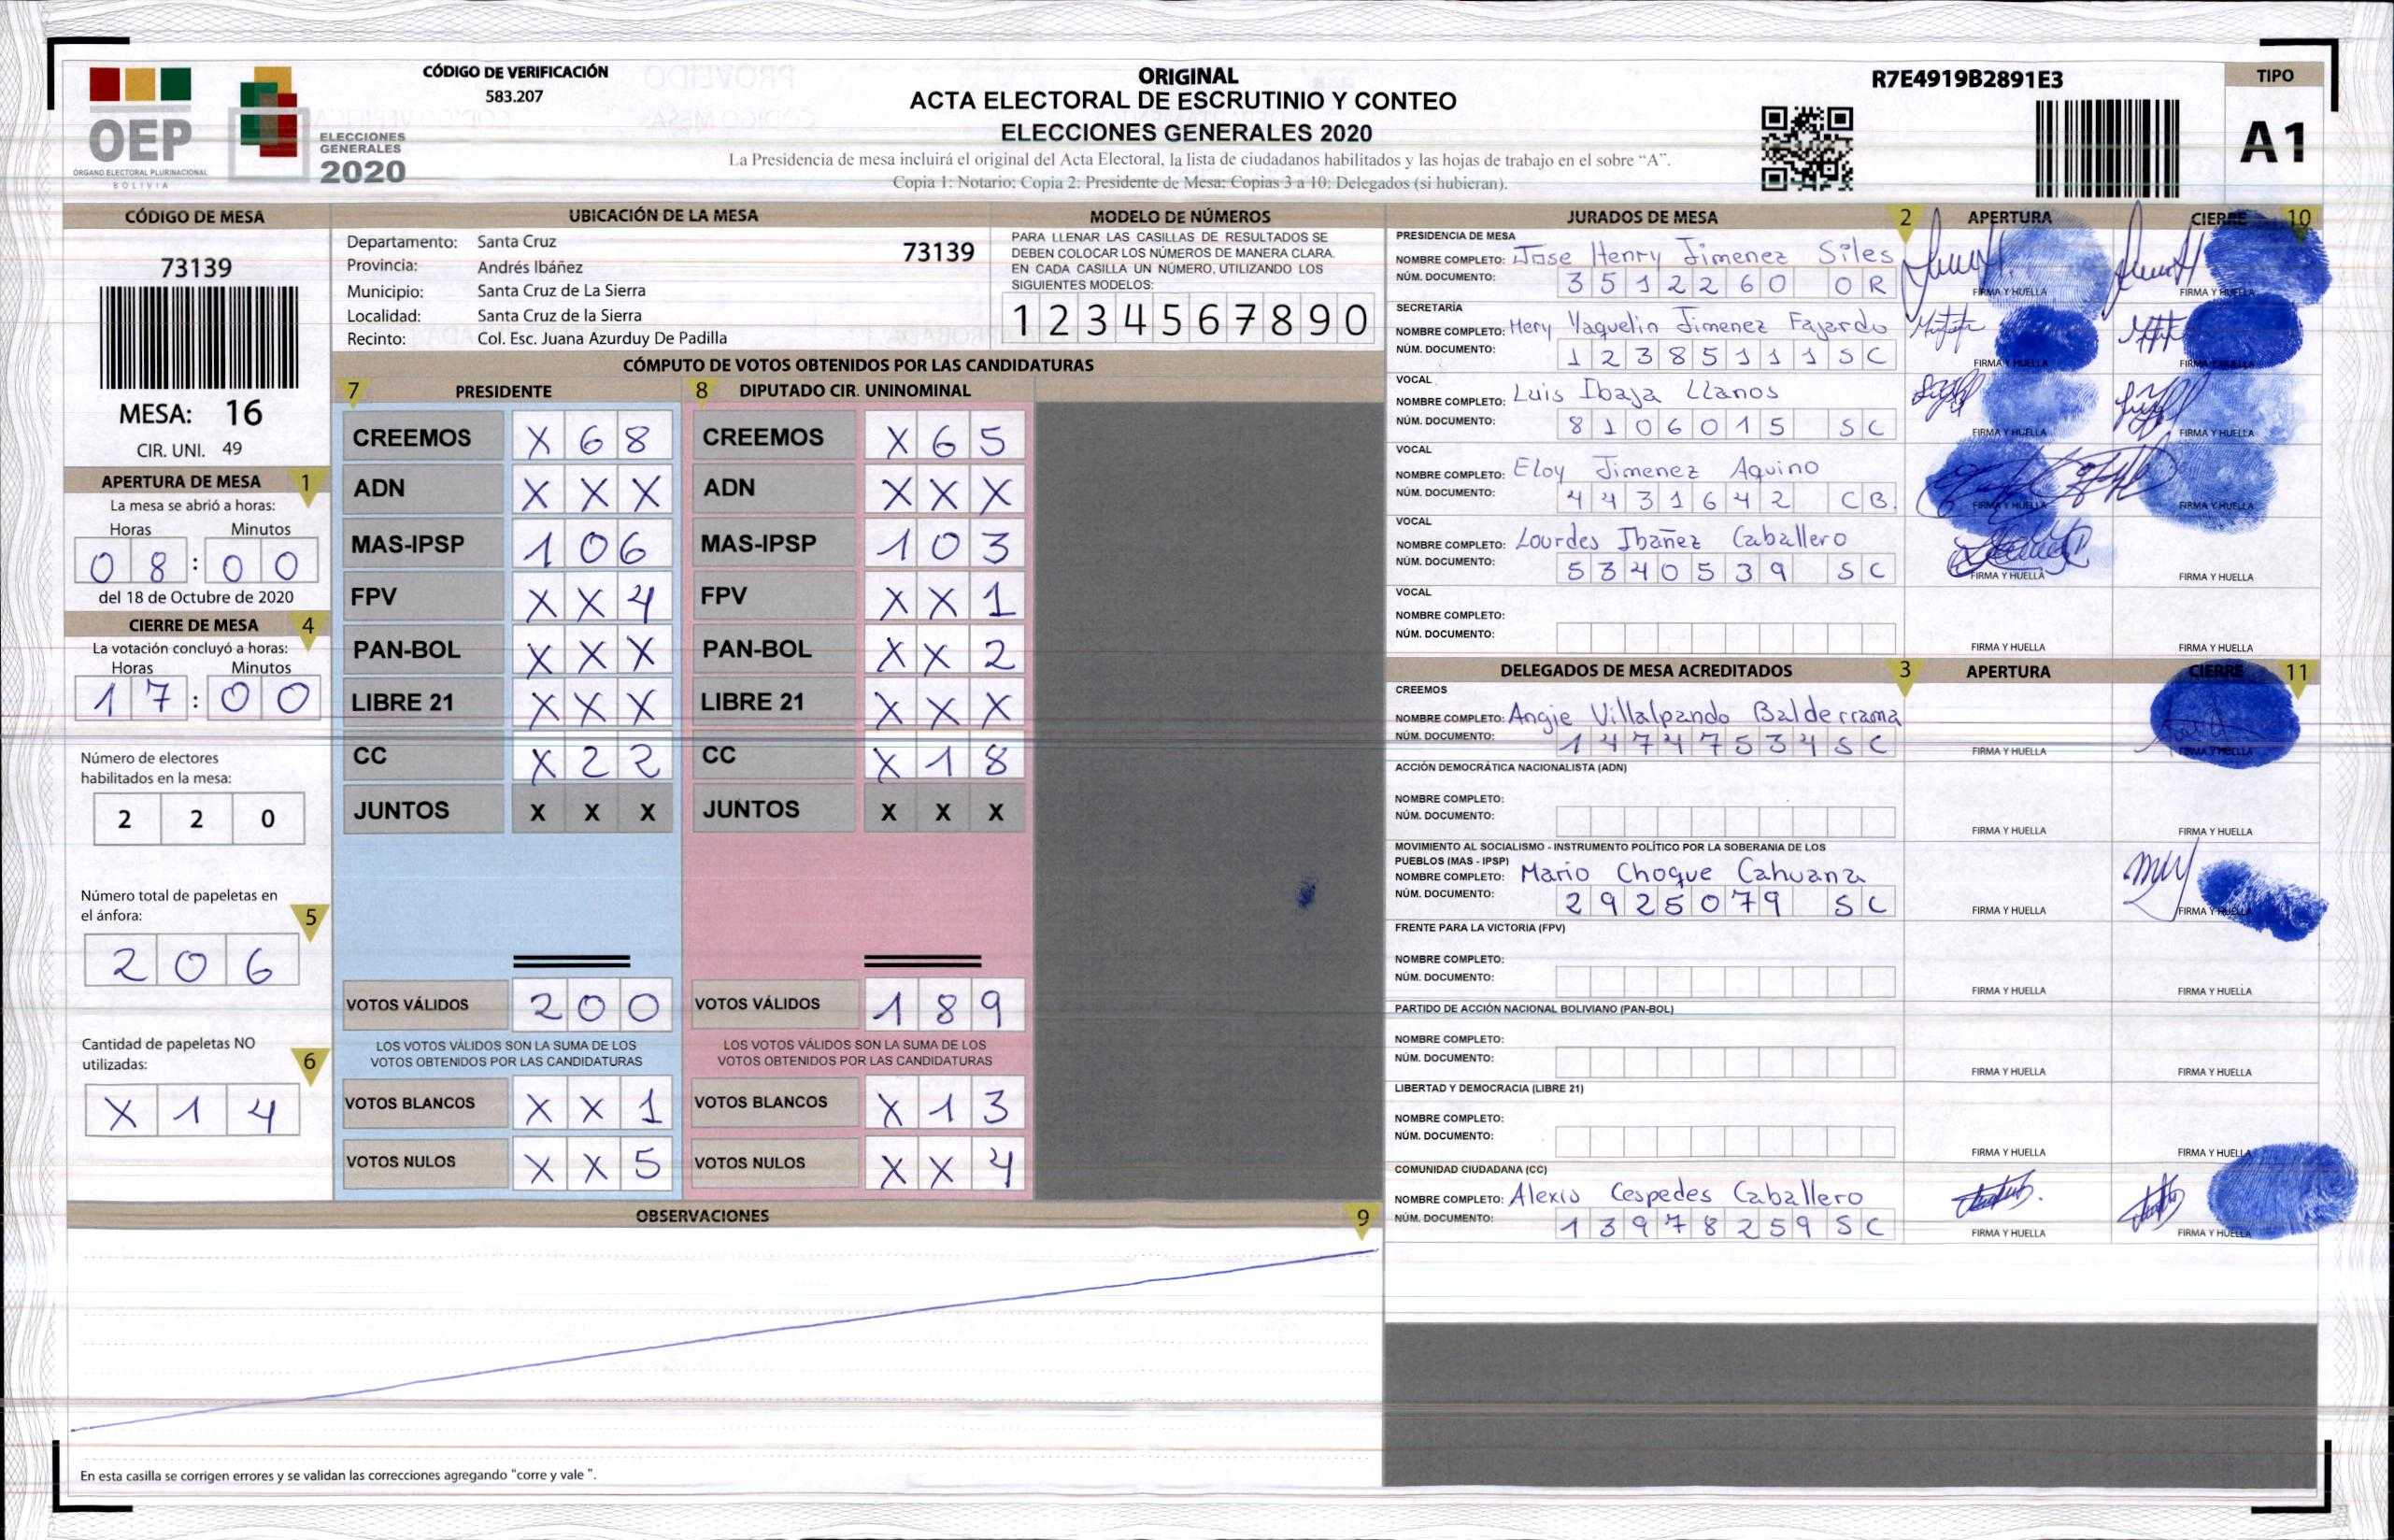 OEP
ÓRGANO ELECTORAL PLURINACIONAL
BOLIVIA
ELECCIONES
GENERALES
2020
CÓDIGO DE VERIFICACIÓN
583.207
ORIGINAL
ACTA ELECTORAL DE ESCRUTINIO Y CONTEO
ELECCIONES GENERALES 2020
La Presidencia de mesa incluirá el original del Acta Electoral, la lista de ciudadanos habilitados y las hojas de trabajo en el sobre “A”.
Copia 1: Notario; Copia 2: Presidente de Mesa; Copias 3 a 10: Delegados (si hubieran).
R7E4919B2891E3
TIPO
A1
CÓDIGO DE MESA
73139
MESA: 16
CIR. UNI. 49
APERTURA DE MESA 1
La mesa se abrió a horas:
Horas Minutos
0 8 : 0 0
del 18 de Octubre de 2020
CIERRE DE MESA 4
La votación concluyó a horas:
Horas Minutos
1 7 : 0 0
Número de electores
habilitados en la mesa:
2 2 0
Número total de papeletas en
el ánfora: 5
2 0 6
Cantidad de papeletas NO
utilizadas: 6
X 1 4
UBICACIÓN DE LA MESA
Departamento: Santa Cruz 73139
Provincia: Andrés Ibáñez
Municipio: Santa Cruz de La Sierra
Localidad: Santa Cruz de la Sierra
Recinto: Col. Esc. Juana Azurduy De Padilla
MODELO DE NÚMEROS
PARA LLENAR LAS CASILLAS DE RESULTADOS SE
DEBEN COLOCAR LOS NÚMEROS DE MANERA CLARA.
EN CADA CASILLA UN NÚMERO, UTILIZANDO LOS
SIGUIENTES MODELOS:
1 2 3 4 5 6 7 8 9 0
CÓMPUTO DE VOTOS OBTENIDOS POR LAS CANDIDATURAS
7 PRESIDENTE 8 DIPUTADO CIR. UNINOMINAL
CREEMOS X 6 8 CREEMOS X 6 5
ADN X X X ADN X X X
MAS-IPSP 1 0 6 MAS-IPSP 1 0 3
FPV X X 4 FPV X X 1
PAN-BOL X X X PAN-BOL X X 2
LIBRE 21 X X X LIBRE 21 X X X
CC X 2 2 CC X 1 8
JUNTOS X X X JUNTOS X X X
VOTOS VÁLIDOS 2 0 0 VOTOS VÁLIDOS 1 8 9
LOS VOTOS VÁLIDOS SON LA SUMA DE LOS LOS VOTOS VÁLIDOS SON LA SUMA DE LOS
VOTOS OBTENIDOS POR LAS CANDIDATURAS VOTOS OBTENIDOS POR LAS CANDIDATURAS
VOTOS BLANCOS X X 1 VOTOS BLANCOS X 1 3
VOTOS NULOS X X 5 VOTOS NULOS X X 4
OBSERVACIONES 9
En esta casilla se corrigen errores y se validan las correcciones agregando "corre y vale ".
JURADOS DE MESA 2 APERTURA CIERRE 10
PRESIDENCIA DE MESA
NOMBRE COMPLETO: Jose Henry Jimenez Siles
NÚM. DOCUMENTO: 3 5 1 2 2 6 0 O R
FIRMA Y HUELLA FIRMA Y HUELLA
SECRETARÍA
NOMBRE COMPLETO: Mery Yaquelin Jimenez Fajardo
NÚM. DOCUMENTO: 1 2 3 8 5 1 1 1 S C
FIRMA Y HUELLA FIRMA Y HUELLA
VOCAL
NOMBRE COMPLETO: Luis Ibaja Llanos
NÚM. DOCUMENTO: 8 1 0 6 0 1 5 S C
FIRMA Y HUELLA FIRMA Y HUELLA
VOCAL
NOMBRE COMPLETO: Eloy Jimenez Aquino
NÚM. DOCUMENTO: 4 4 3 1 6 4 2 C B.
FIRMA Y HUELLA FIRMA Y HUELLA
VOCAL
NOMBRE COMPLETO: Lourdes Ibañez Caballero
NÚM. DOCUMENTO: 5 3 4 0 5 3 9 S C
FIRMA Y HUELLA FIRMA Y HUELLA
VOCAL
NOMBRE COMPLETO:
NÚM. DOCUMENTO:
FIRMA Y HUELLA FIRMA Y HUELLA
DELEGADOS DE MESA ACREDITADOS 3 APERTURA CIERRE 11
CREEMOS
NOMBRE COMPLETO: Angie Villalpando Balderrama
NÚM. DOCUMENTO: 1 4 7 4 7 5 3 4 S C
FIRMA Y HUELLA FIRMA Y HUELLA
ACCIÓN DEMOCRÁTICA NACIONALISTA (ADN)
NOMBRE COMPLETO:
NÚM. DOCUMENTO:
FIRMA Y HUELLA FIRMA Y HUELLA
MOVIMIENTO AL SOCIALISMO - INSTRUMENTO POLÍTICO POR LA SOBERANIA DE LOS
PUEBLOS (MAS - IPSP)
NOMBRE COMPLETO: Mario Choque Cahuana
NÚM. DOCUMENTO: 2 9 2 5 0 7 9 S C
FIRMA Y HUELLA FIRMA Y HUELLA
FRENTE PARA LA VICTORIA (FPV)
NOMBRE COMPLETO:
NÚM. DOCUMENTO:
FIRMA Y HUELLA FIRMA Y HUELLA
PARTIDO DE ACCIÓN NACIONAL BOLIVIANO (PAN-BOL)
NOMBRE COMPLETO:
NÚM. DOCUMENTO:
FIRMA Y HUELLA FIRMA Y HUELLA
LIBERTAD Y DEMOCRACIA (LIBRE 21)
NOMBRE COMPLETO:
NÚM. DOCUMENTO:
FIRMA Y HUELLA FIRMA Y HUELLA
COMUNIDAD CIUDADANA (CC)
NOMBRE COMPLETO: Alexis Cespedes Caballero
NÚM. DOCUMENTO: 1 3 9 7 8 2 5 9 S C
FIRMA Y HUELLA FIRMA Y HUELLA